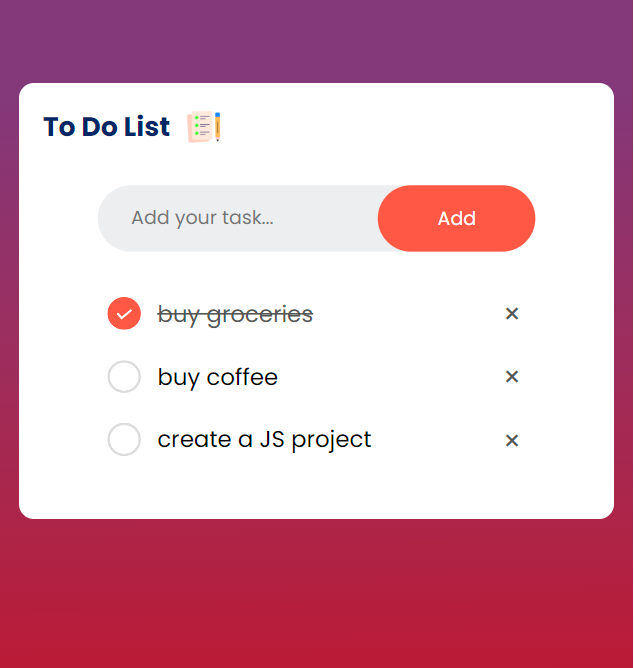 To Do List
Add your task...
Add
buy groceries
buy coffee
create a JS project